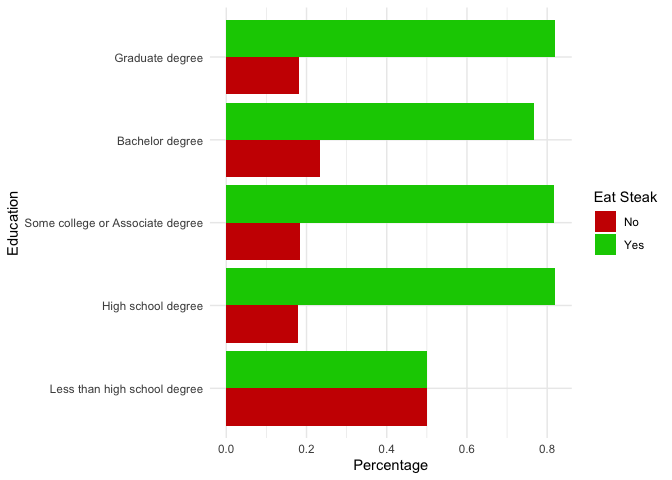 Graduate degree
Bachelor degree
Some college or Associate degree
High school degree
Less than high school degree
Education
0.0 0.2 0.4 0.6 0.8
Percentage
Eat Steak
No
Yes